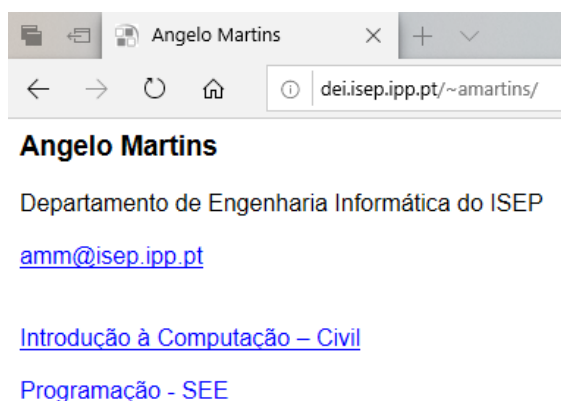 Angelo Martins
dei.isep.ipp.pt/~amartins/
Angelo Martins
Departamento de Engenharia Informática do ISEP
amm@isep.ipp.pt
Introdução à Computação – Civil
Programação - SEE